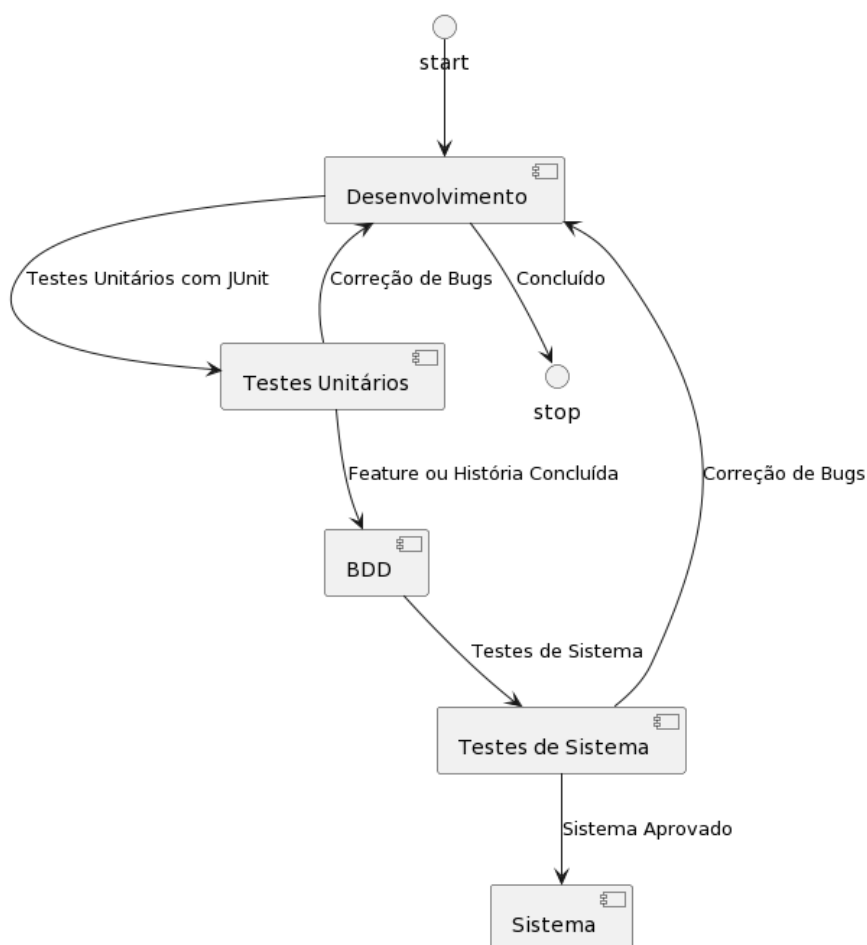 start
Desenvolvimento
Testes Unitários com JUnit
Correção de Bugs
Concluído
Testes Unitários
stop
Feature ou História Concluída
Correção de Bugs
BDD
Testes de Sistema
Testes de Sistema
Sistema Aprovado
Sistema